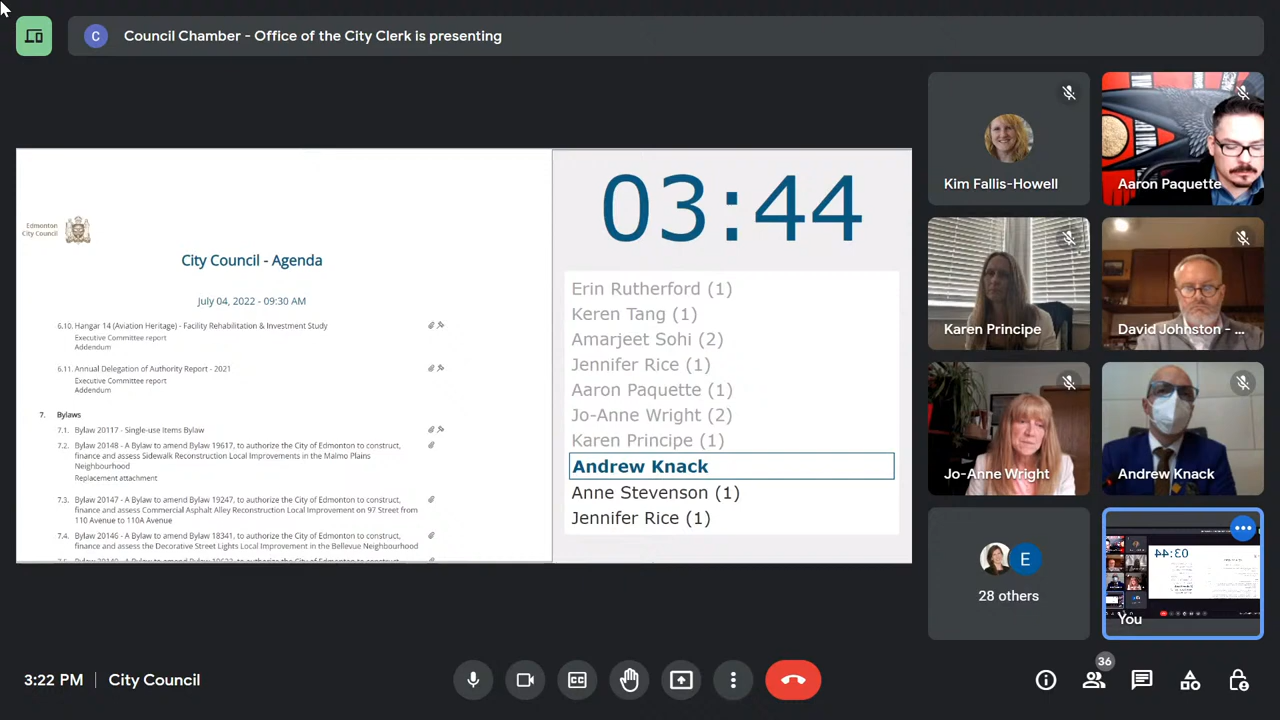 C
Council Chamber - Office of the City Clerk is presenting
Edmonton
City Council
City Council - Agenda
July 04, 2022 - 09:30 AM
6.10. Hangar 14 (Aviation Heritage) - Facility Rehabilitation & Investment Study
Executive Committee report
Addendum
6.11. Annual Delegation of Authority Report - 2021
Executive Committee report
Addendum
7. Bylaws
7.1. Bylaw 20117 - Single-use Items Bylaw
7.2. Bylaw 20148 - A Bylaw to amend Bylaw 19617, to authorize the City of Edmonton to construct,
finance and assess Sidewalk Reconstruction Local Improvements in the Malmo Plains
Neighbourhood
Replacement attachment
7.3. Bylaw 20147 - A Bylaw to amend Bylaw 19247, to authorize the City of Edmonton to construct,
finance and assess Commercial Asphalt Alley Reconstruction Local Improvement on 97 Street from
110 Avenue to 110A Avenue
7.4. Bylaw 20146 - A Bylaw to amend Bylaw 18341, to authorize the City of Edmonton to construct,
finance and assess the Decorative Street Lights Local Improvement in the Bellevue Neighbourhood
03:44
Erin Rutherford (1)
Keren Tang (1)
Amarjeet Sohi (2)
Jennifer Rice (1)
Aaron Paquette (1)
Jo-Anne Wright (2)
Karen Principe (1)
Andrew Knack
Anne Stevenson (1)
Jennifer Rice (1)
Kim Fallis-Howell
Aaron Paquette
Karen Principe
David Johnston - ...
Jo-Anne Wright
Andrew Knack
E
28 others
03:44
You
3:22 PM | City Council
CC
36